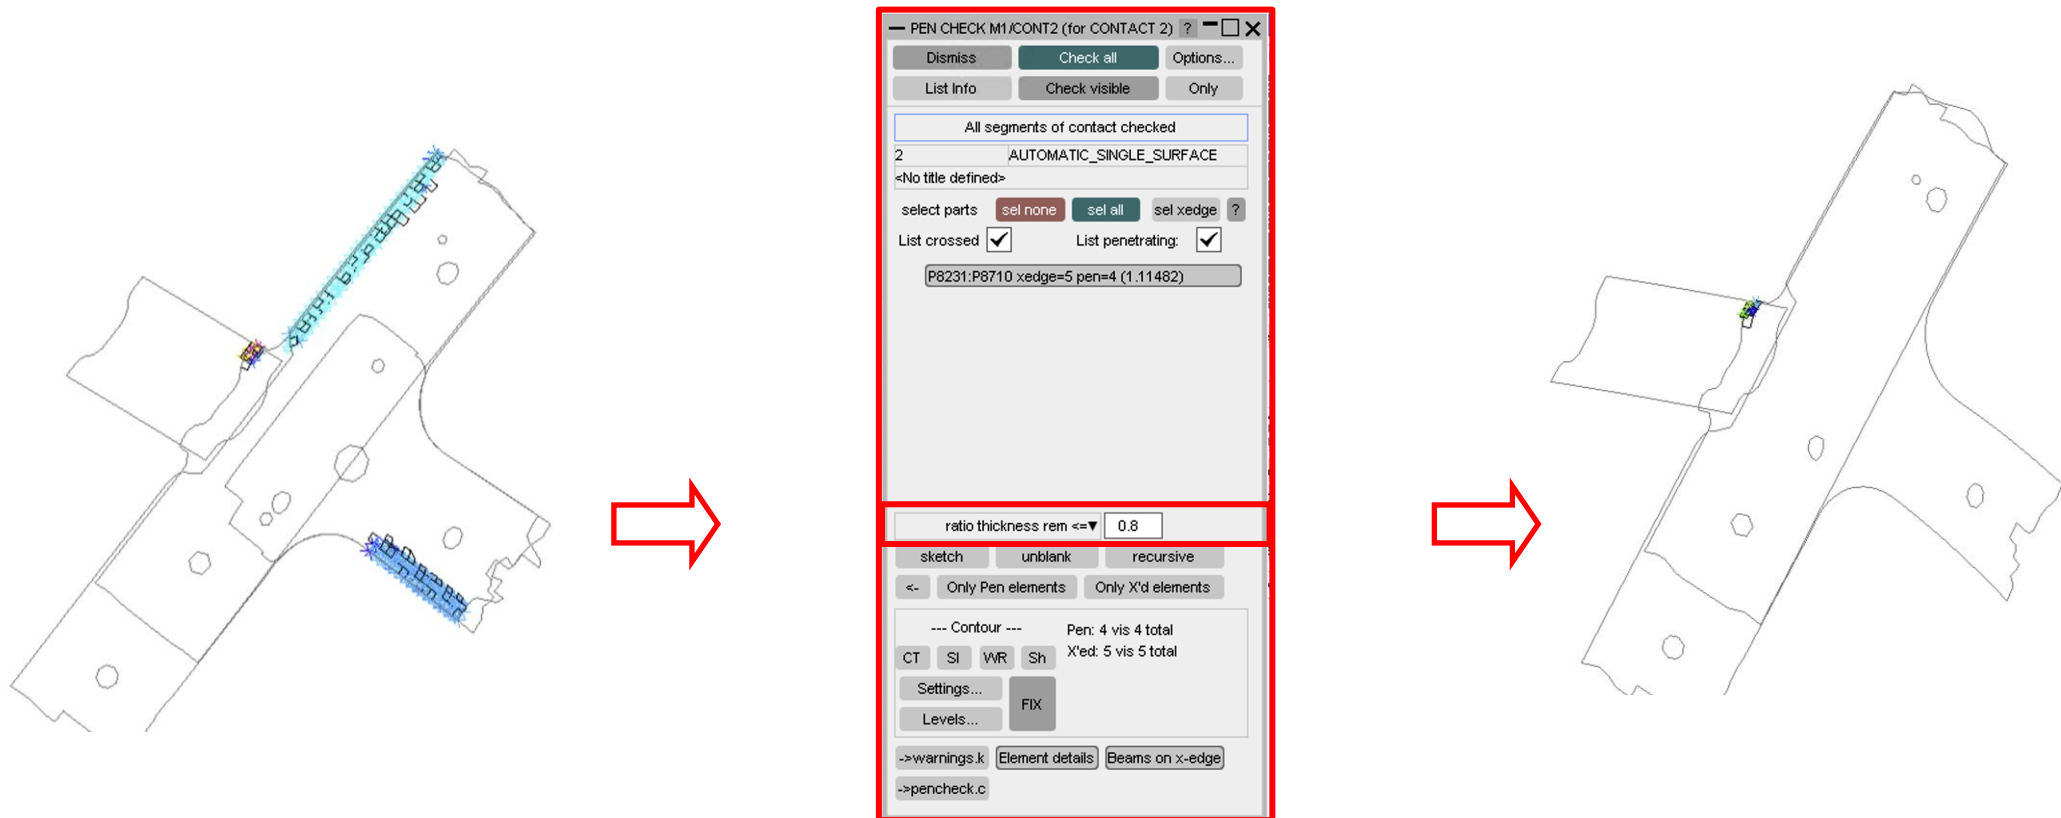 PEN CHECK M1/CONT2 (for CONTACT 2) ?
Dismiss Check all Options...
List Info Check visible Only
All segments of contact checked
2 AUTOMATIC_SINGLE_SURFACE
<No title defined>
select parts sel none sel all sel xedge ?
List crossed List penetrating:
P8231:P8710 xedge=5 pen=4 (1.11482)
ratio thickness rem <=▼ 0.8
sketch unblank recursive
<- Only Pen elements Only X'd elements
--- Contour --- Pen: 4 vis 4 total
X'ed: 5 vis 5 total
CT SI WR Sh
Settings...
FIX
Levels...
->warnings.k Element details Beams on x-edge
->pencheck.c